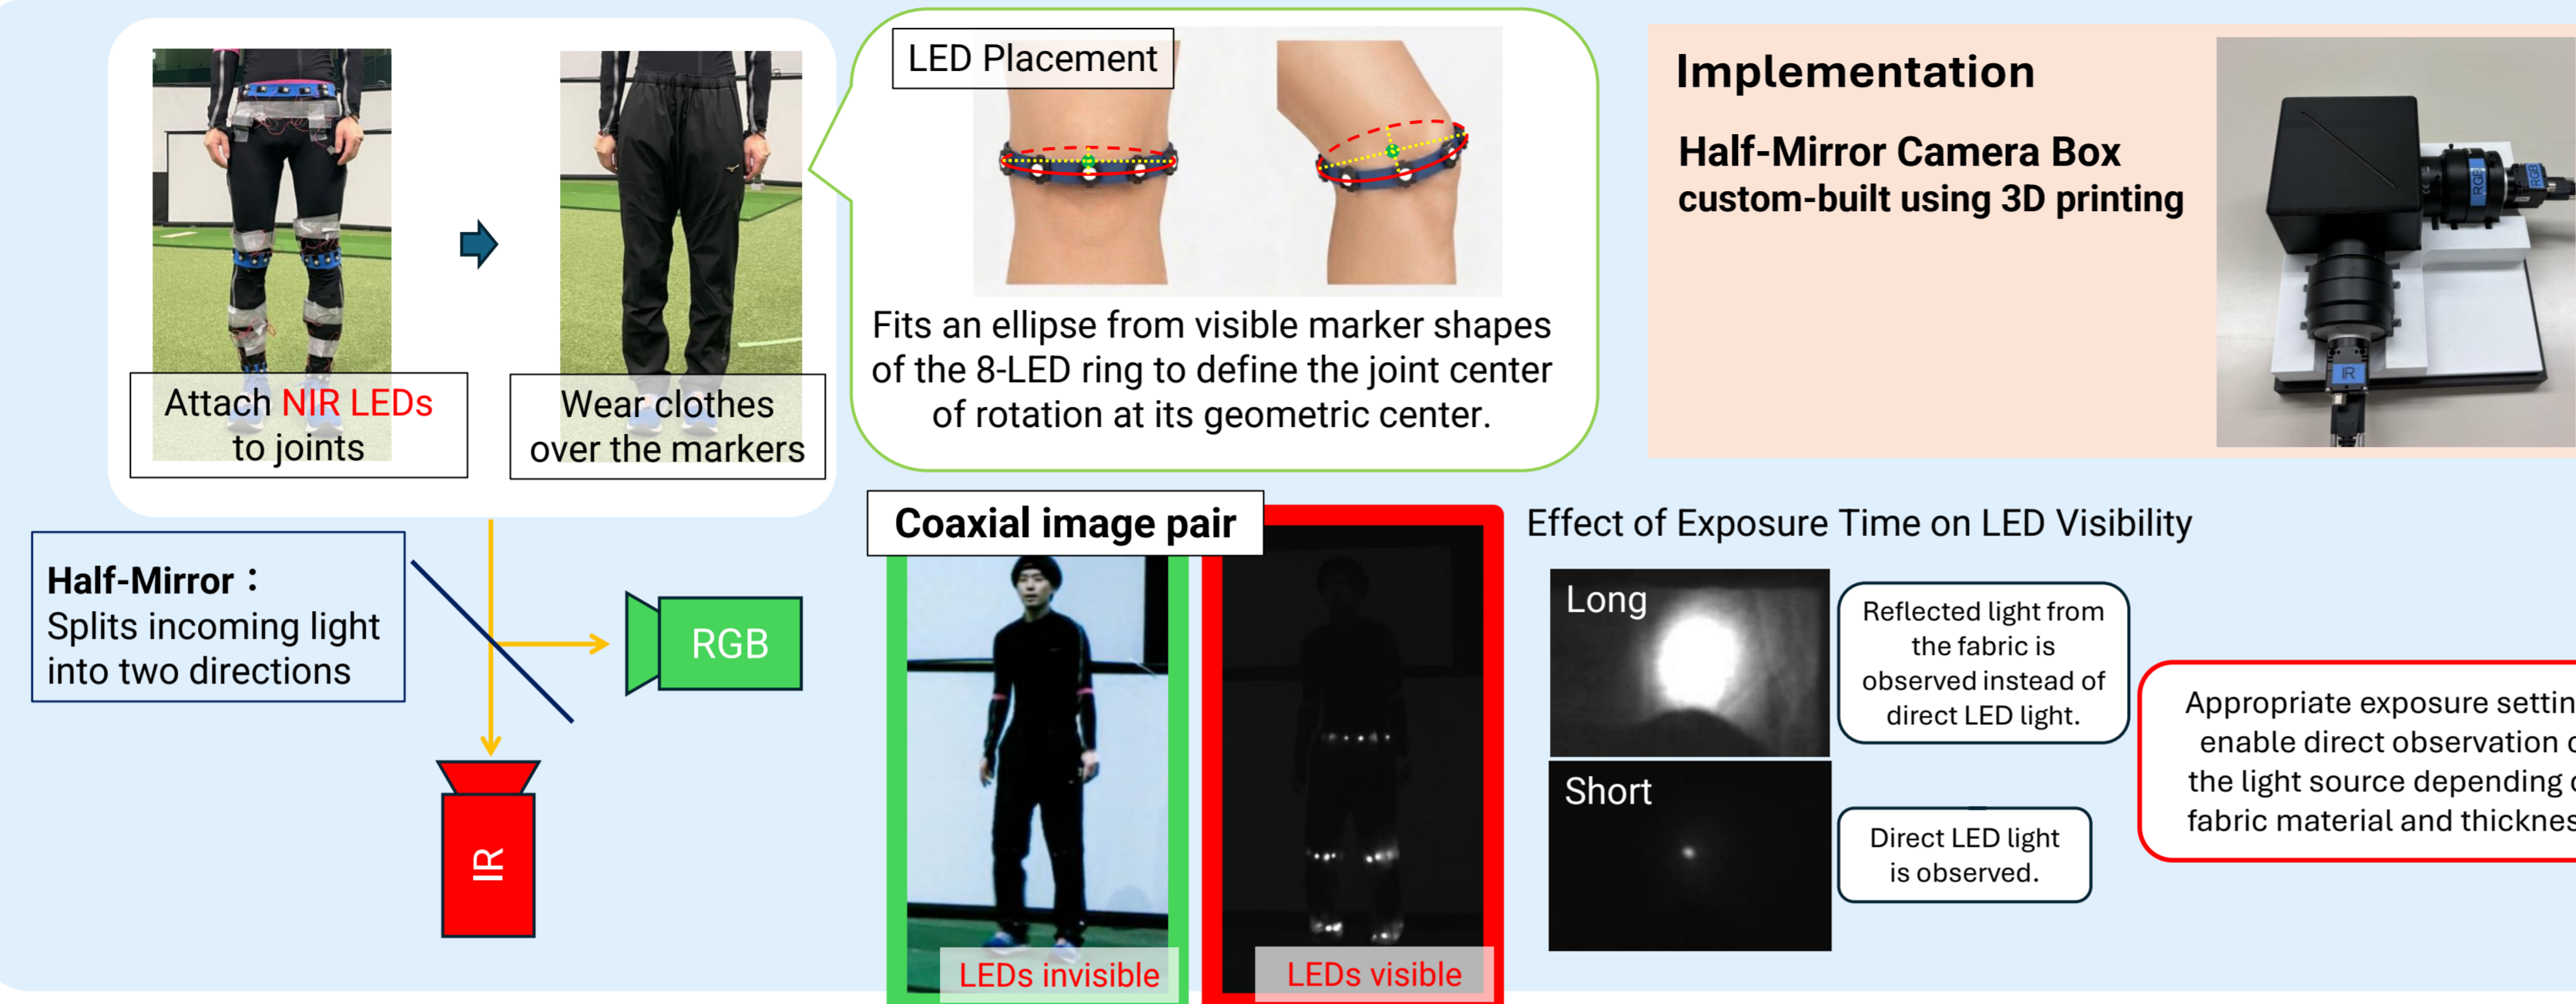 Attach NIR LEDs
to joints
Wear clothes
over the markers
LED Placement
Fits an ellipse from visible marker shapes
of the 8-LED ring to define the joint center
of rotation at its geometric center.
Implementation
Half-Mirror Camera Box
custom-built using 3D printing
RGB
RGB
IR
Half-Mirror：
Splits incoming light
into two directions
RGB
IR
Coaxial image pair
LEDs invisible
LEDs visible
Effect of Exposure Time on LED Visibility
Long
Reflected light from
the fabric is
observed instead of
direct LED light.
Short
Direct LED light
is observed.
Appropriate exposure settin
enable direct observation
the light source depending
fabric material and thicknes